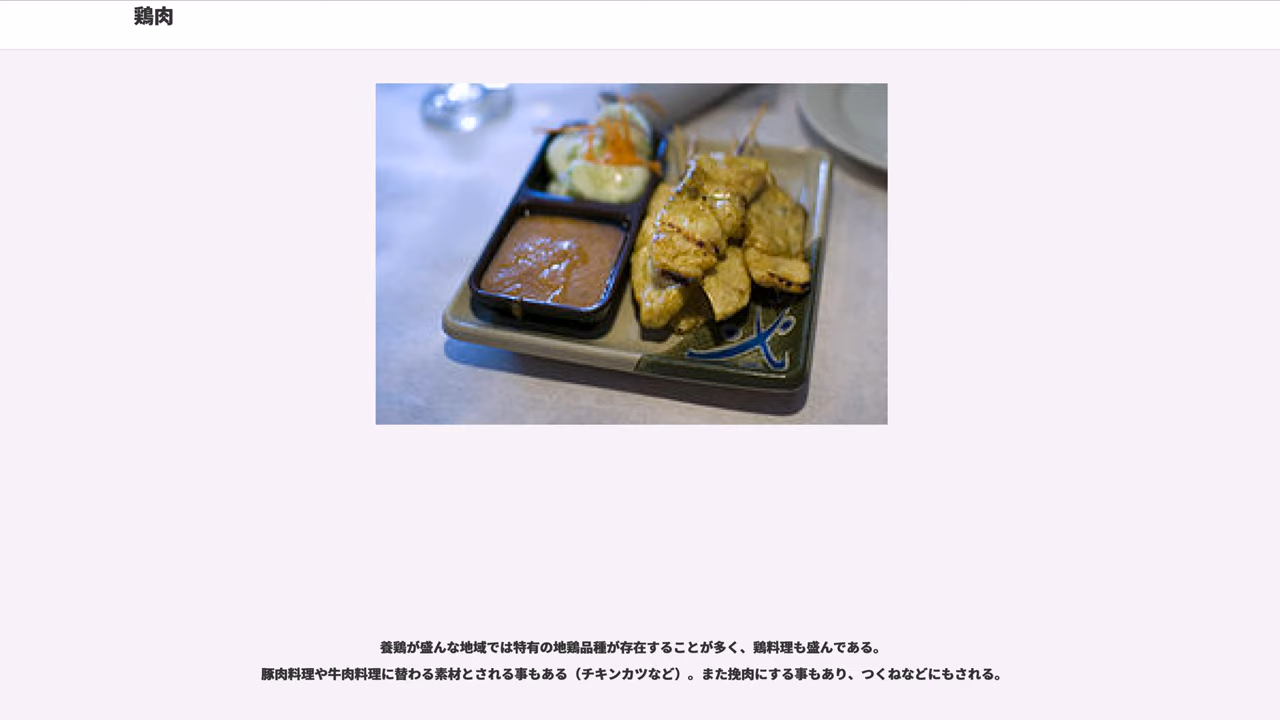 鶏肉
養鶏が盛んな地域では特有の地鶏品種が存在することが多く、鶏料理も盛んである。
豚肉料理や牛肉料理に替わる素材とされる事もある（チキンカツなど）。また挽肉にする事もあり、つくねなどにもされる。